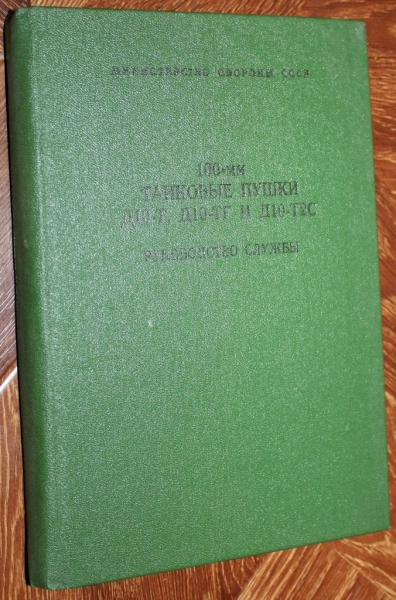 МИНИСТЕРСТВО ОБОРОНЫ СССР
100-мм
ТАНКОВЫЕ ПУШКИ
Д10-Т, Д10-ТГ И Д10-Т2С
РУКОВОДСТВО СЛУЖБЫ